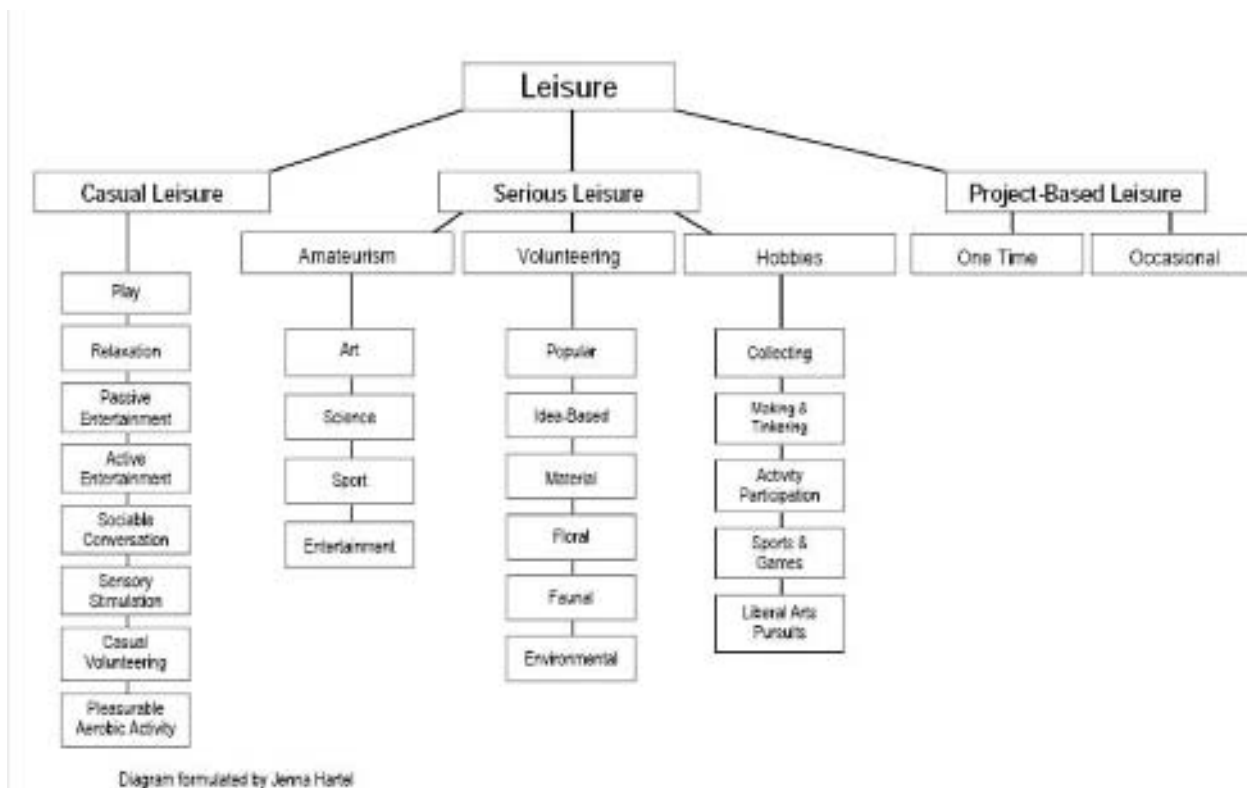 Leisure
Casual Leisure
Serious Leisure
Project-Based Leisure
Amateurism
Volunteering
Hobbies
One Time
Occasional
Play
Relaxation
Passive
Entertainment
Active
Entertainment
Sociable
Conversation
Sensory
Stimulation
Casual
Volunteering
Pleasurable
Aerobic Activity
Art
Science
Sport
Entertainment
Popular
Idea-Based
Material
Floral
Faunal
Environmental
Collecting
Making &
Tinkering
Activity
Participation
Sports &
Games
Liberal Arts
Pursuits
Diagram formulated by Jenna Hartel